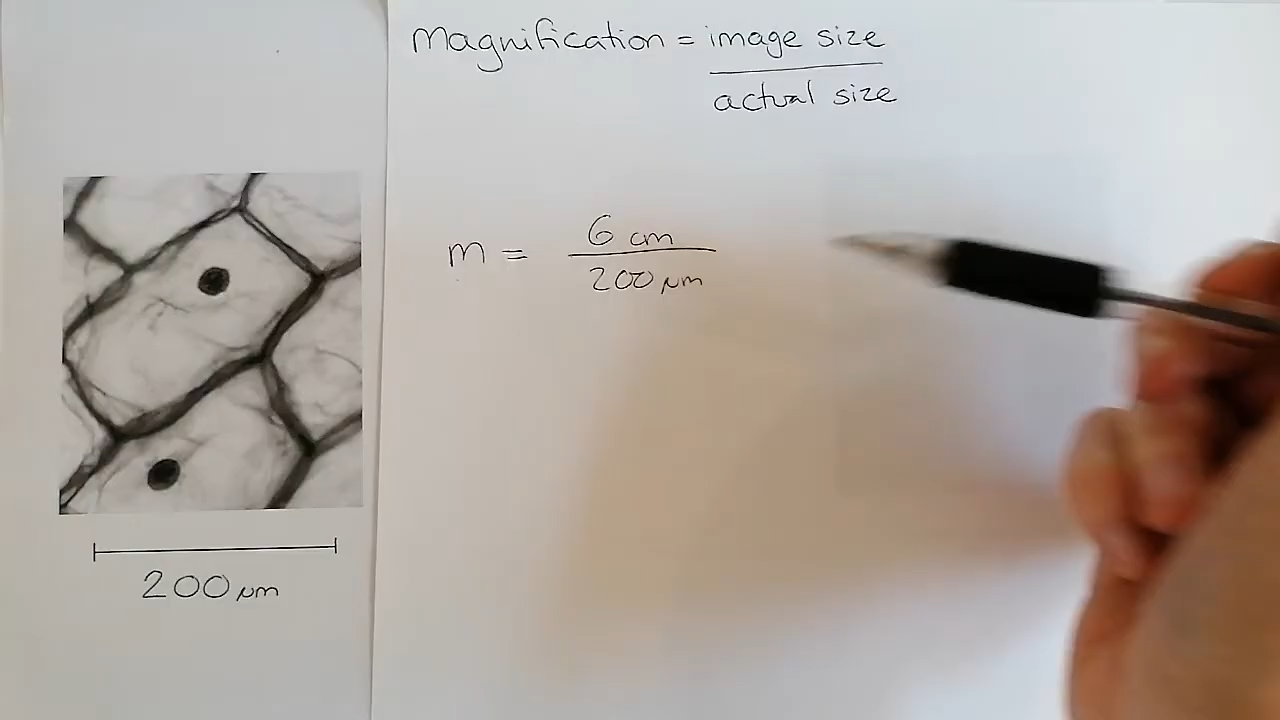 Magnification = image size
actual size
m = 6 cm
200 µm
200 µm